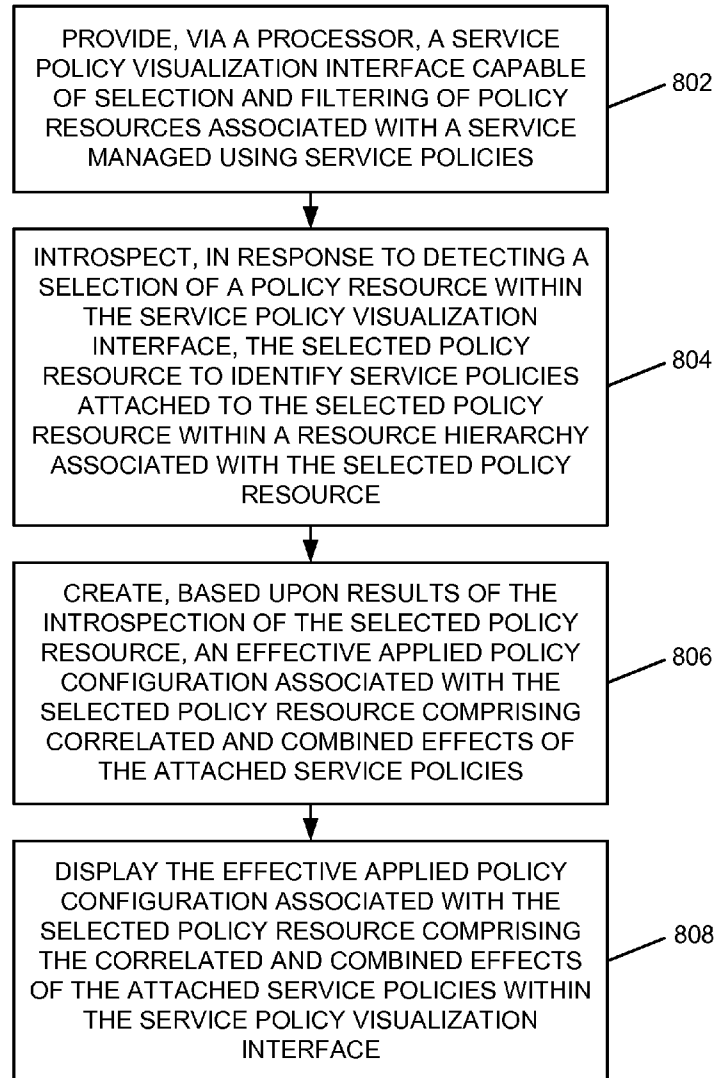 PROVIDE, VIA A PROCESSOR, A SERVICE
POLICY VISUALIZATION INTERFACE CAPABLE
OF SELECTION AND FILTERING OF POLICY
RESOURCES ASSOCIATED WITH A SERVICE
MANAGED USING SERVICE POLICIES
802
INTROSPECT, IN RESPONSE TO DETECTING A
SELECTION OF A POLICY RESOURCE WITHIN
THE SERVICE POLICY VISUALIZATION
INTERFACE, THE SELECTED POLICY
RESOURCE TO IDENTIFY SERVICE POLICIES
ATTACHED TO THE SELECTED POLICY
RESOURCE WITHIN A RESOURCE HIERARCHY
ASSOCIATED WITH THE SELECTED POLICY
RESOURCE
804
CREATE, BASED UPON RESULTS OF THE
INTROSPECTION OF THE SELECTED POLICY
RESOURCE, AN EFFECTIVE APPLIED POLICY
CONFIGURATION ASSOCIATED WITH THE
SELECTED POLICY RESOURCE COMPRISING
CORRELATED AND COMBINED EFFECTS OF
THE ATTACHED SERVICE POLICIES
806
DISPLAY THE EFFECTIVE APPLIED POLICY
CONFIGURATION ASSOCIATED WITH THE
SELECTED POLICY RESOURCE COMPRISING
THE CORRELATED AND COMBINED EFFECTS
OF THE ATTACHED SERVICE POLICIES WITHIN
THE SERVICE POLICY VISUALIZATION
INTERFACE
808